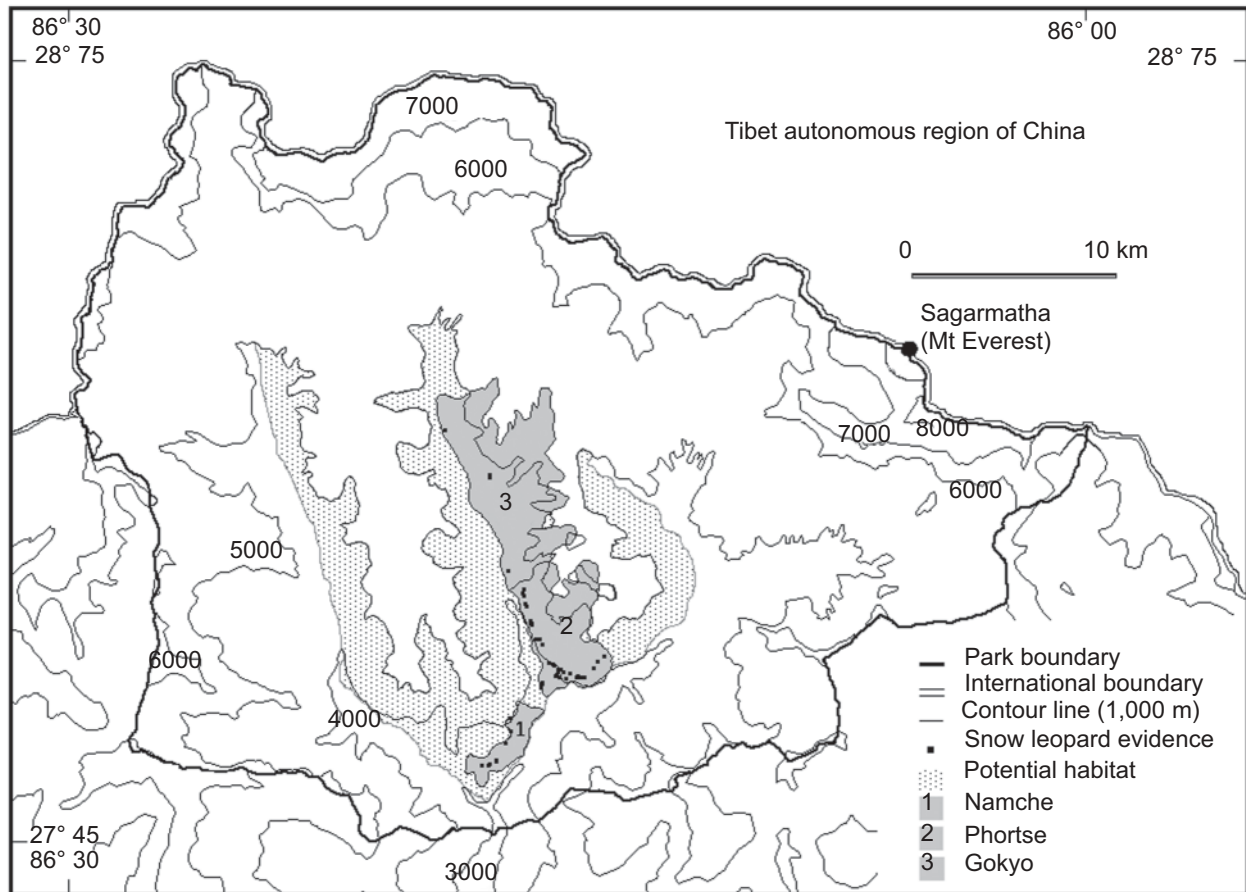 86° 30
28° 75
86° 00
28° 75
7000
Tibet autonomous region of China
6000
0 10 km
Sagarmatha
(Mt Everest)
7000
8000
6000
3
5000
2
6000
4000
1
Park boundary
International boundary
Contour line (1,000 m)
Snow leopard evidence
Potential habitat
1 Namche
2 Phortse
3 Gokyo
27° 45
86° 30
3000